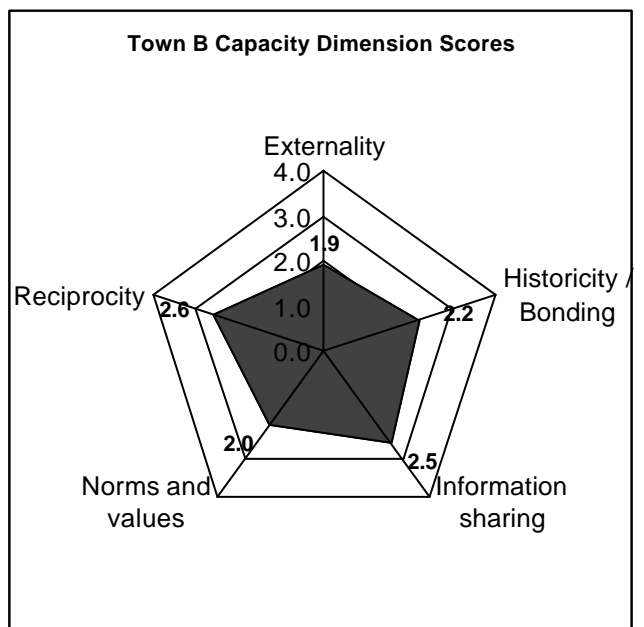 Town B Capacity Dimension Scores
Externality
4.0
3.0
1.9
2.0
1.0
0.0
Historicity /
Bonding
2.2
Reciprocity
2.6
2.0
2.5
Norms and
values
Information
sharing